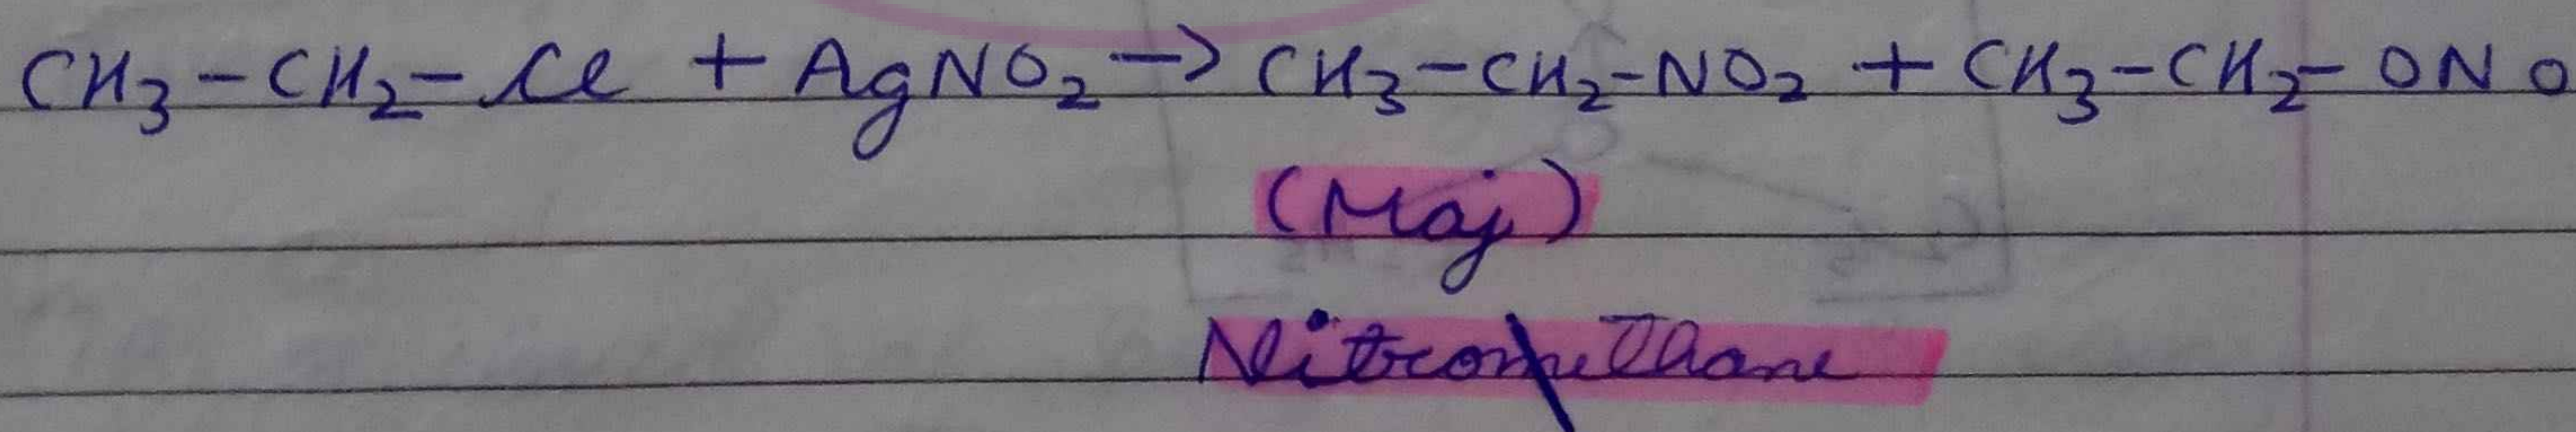 CH₃-CH₂-Cl + AgNO₂ → CH₃-CH₂-NO₂ + CH₃-CH₂-ONO
(Maj)
Nitroethane